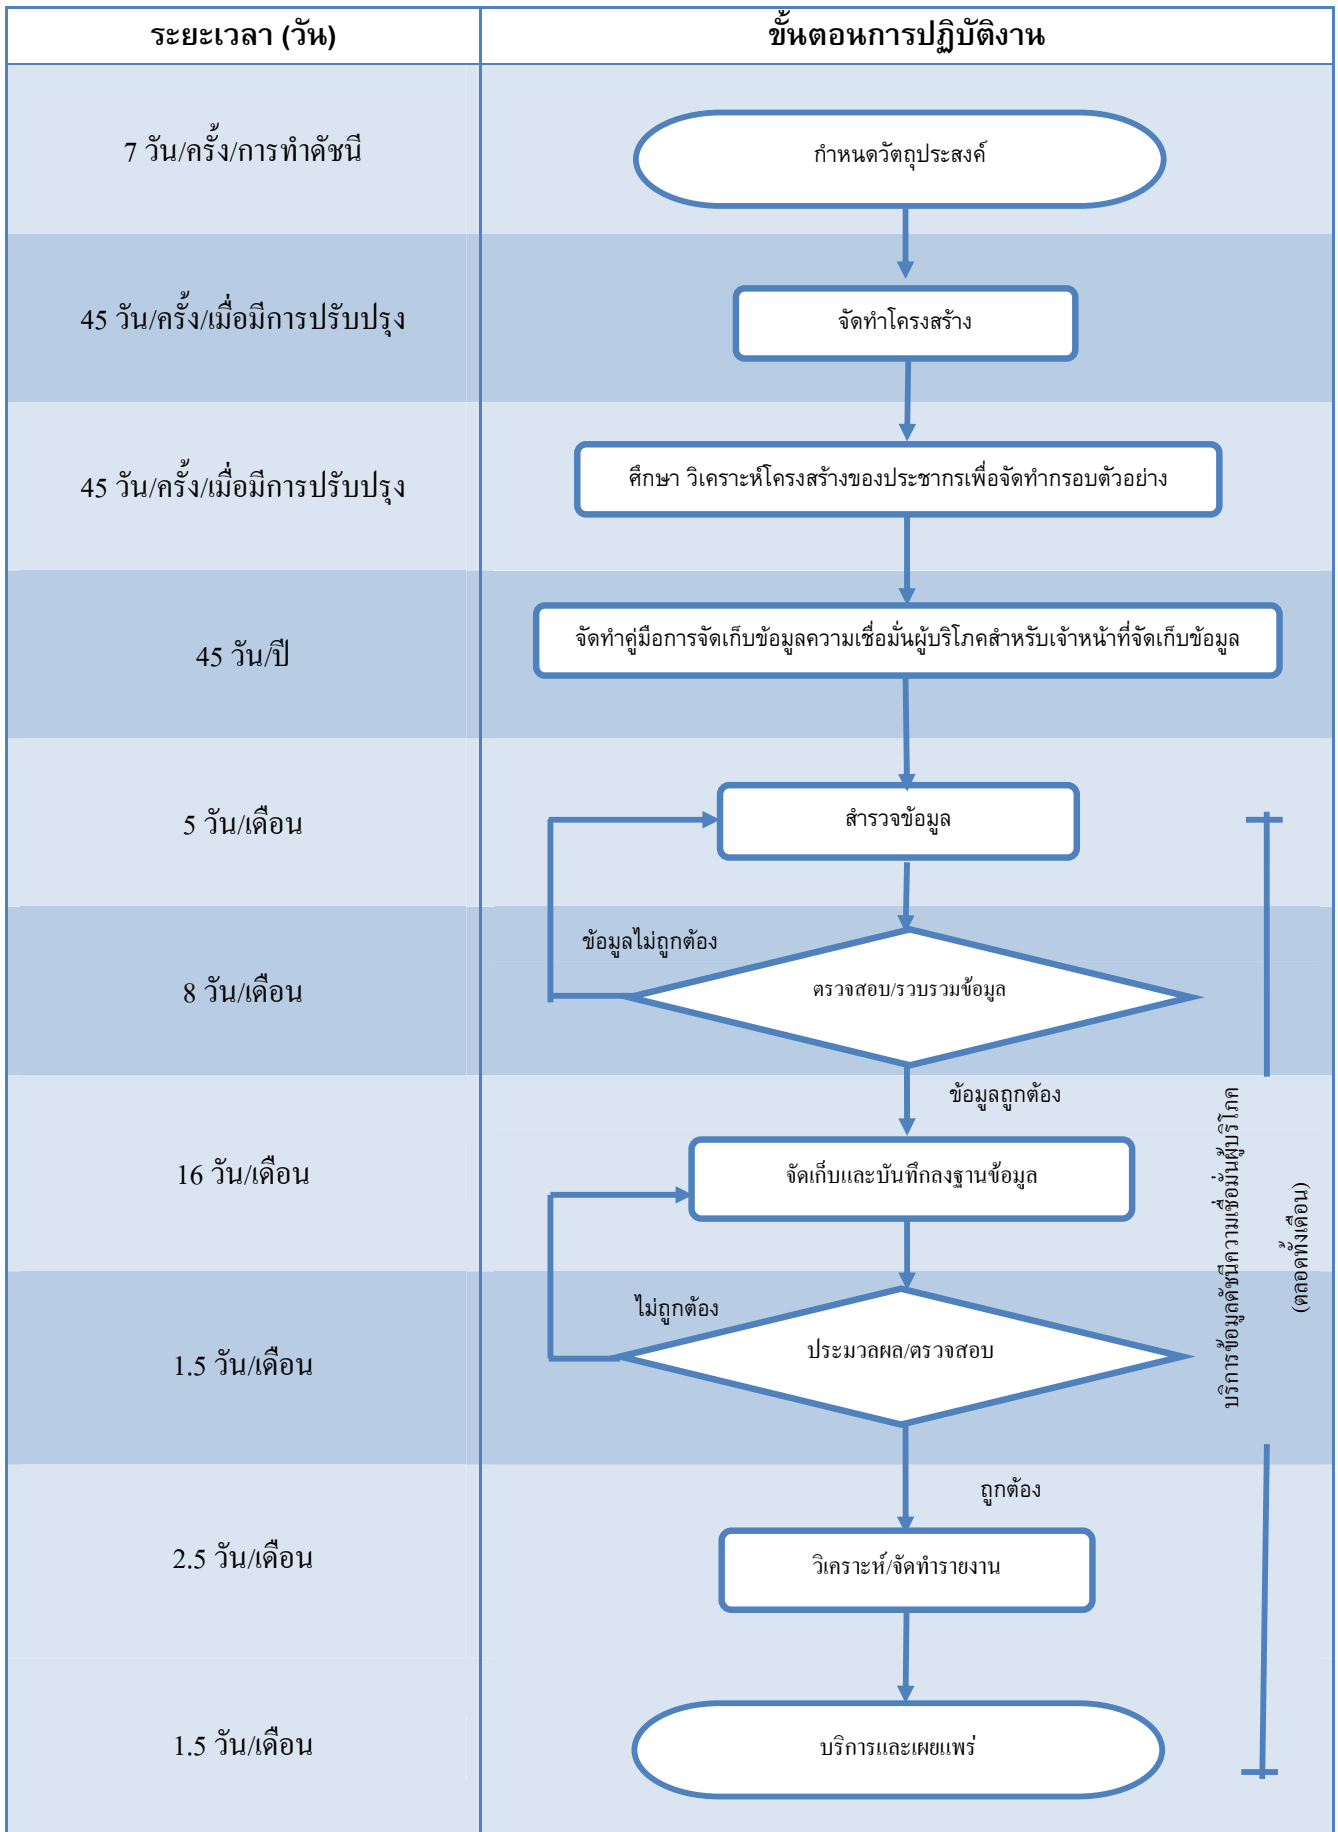 ระยะเวลา (วัน)
ขั้นตอนการปฏิบัติงาน
7 วัน/ครั้ง/การทำดัชนี
กำหนดวัตถุประสงค์
45 วัน/ครั้ง/เมื่อมีการปรับปรุง
จัดทำโครงสร้าง
45 วัน/ครั้ง/เมื่อมีการปรับปรุง
ศึกษา วิเคราะห์โครงสร้างของประชากรเพื่อจัดทำกรอบตัวอย่าง
45 วัน/ปี
จัดทำคู่มือการจัดเก็บข้อมูลความเชื่อมั่นผู้บริโภคสำหรับเจ้าหน้าที่จัดเก็บข้อมูล
5 วัน/เดือน
สำรวจข้อมูล
ข้อมูลไม่ถูกต้อง
8 วัน/เดือน
ตรวจสอบ/รวบรวมข้อมูล
ข้อมูลถูกต้อง
16 วัน/เดือน
จัดเก็บและบันทึกลงฐานข้อมูล
บริการข้อมูลดัชนีความเชื่อมั่นผู้บริโภค
(ตลอดทั้งเดือน)
ไม่ถูกต้อง
1.5 วัน/เดือน
ประมวลผล/ตรวจสอบ
ถูกต้อง
2.5 วัน/เดือน
วิเคราะห์/จัดทำรายงาน
1.5 วัน/เดือน
บริการและเผยแพร่